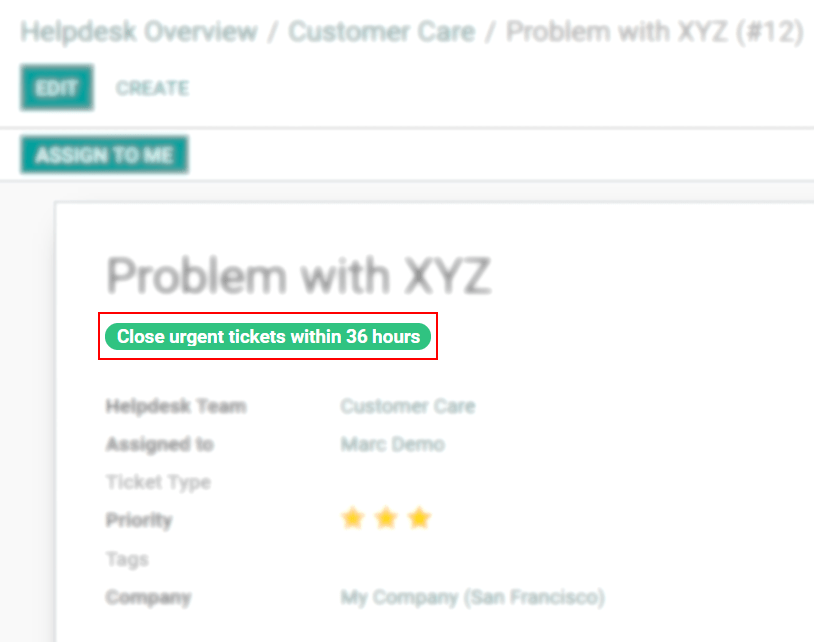 Helpdesk Overview / Customer Care / Problem with XYZ (#12)
EDIT CREATE
ASSIGN TO ME
Problem with XYZ
Close urgent tickets within 36 hours
Helpdesk Team Customer Care
Assigned to Marc Demo
Ticket Type
Priority
Tags
Company My Company (San Francisco)